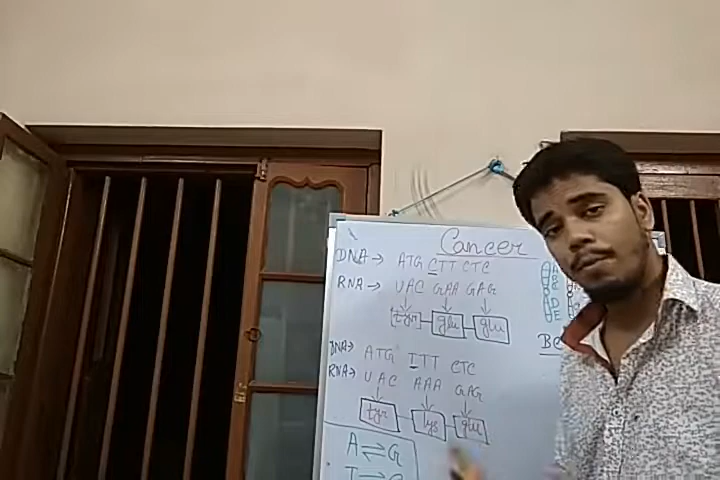 Cancer
DNA → ATG CTT CTC
RNA → UAC GAA GAG
tyr glu glu
DNA → ATG TTT CTC
RNA → UAC AAA GAG
tyr lys glu
A ⇌ G